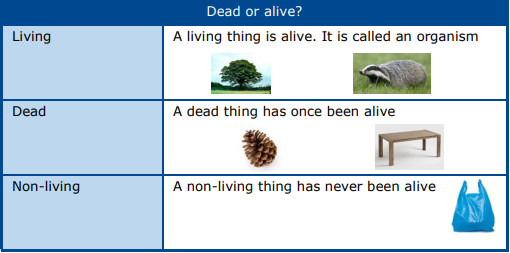 Dead or alive?
Living
A living thing is alive. It is called an organism
Dead
A dead thing has once been alive
Non-living
A non-living thing has never been alive